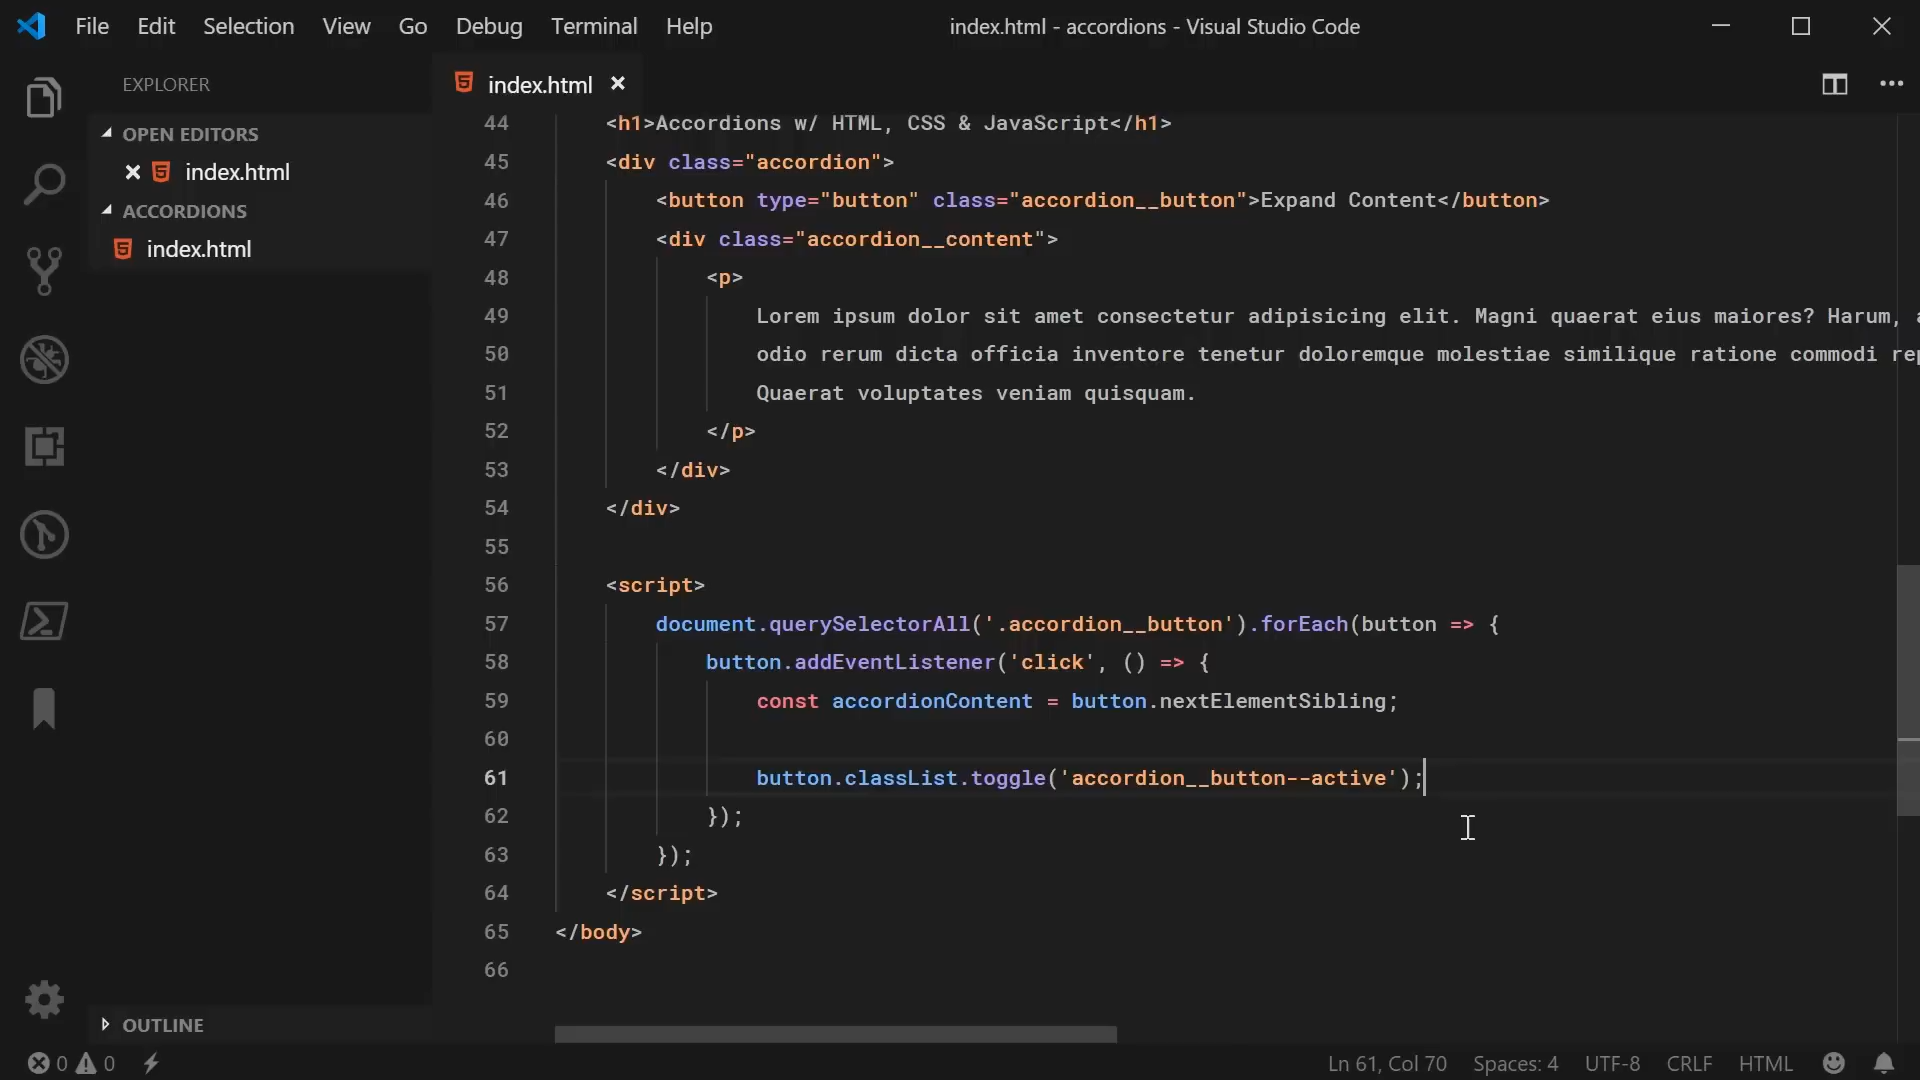 File Edit Selection View Go Debug Terminal Help
index.html - accordions - Visual Studio Code
EXPLORER
OPEN EDITORS
index.html
ACCORDIONS
index.html
OUTLINE
index.html
44 <h1>Accordions w/ HTML, CSS & JavaScript</h1>
45 <div class="accordion">
46 <button type="button" class="accordion__button">Expand Content</button>
47 <div class="accordion__content">
48 <p>
49 Lorem ipsum dolor sit amet consectetur adipisicing elit. Magni quaerat eius maiores? Harum,
50 odio rerum dicta officia inventore tenetur doloremque molestiae similique ratione commodi
51 Quaerat voluptates veniam quisquam.
52 </p>
53 </div>
54 </div>
55
56 <script>
57 document.querySelectorAll('.accordion__button').forEach(button => {
58 button.addEventListener('click', () => {
59 const accordionContent = button.nextElementSibling;
60
61 button.classList.toggle('accordion__button--active');
62 });
63 });
64 </script>
65 </body>
66
0 0
Ln 61, Col 70 Spaces: 4 UTF-8 CRLF HTML